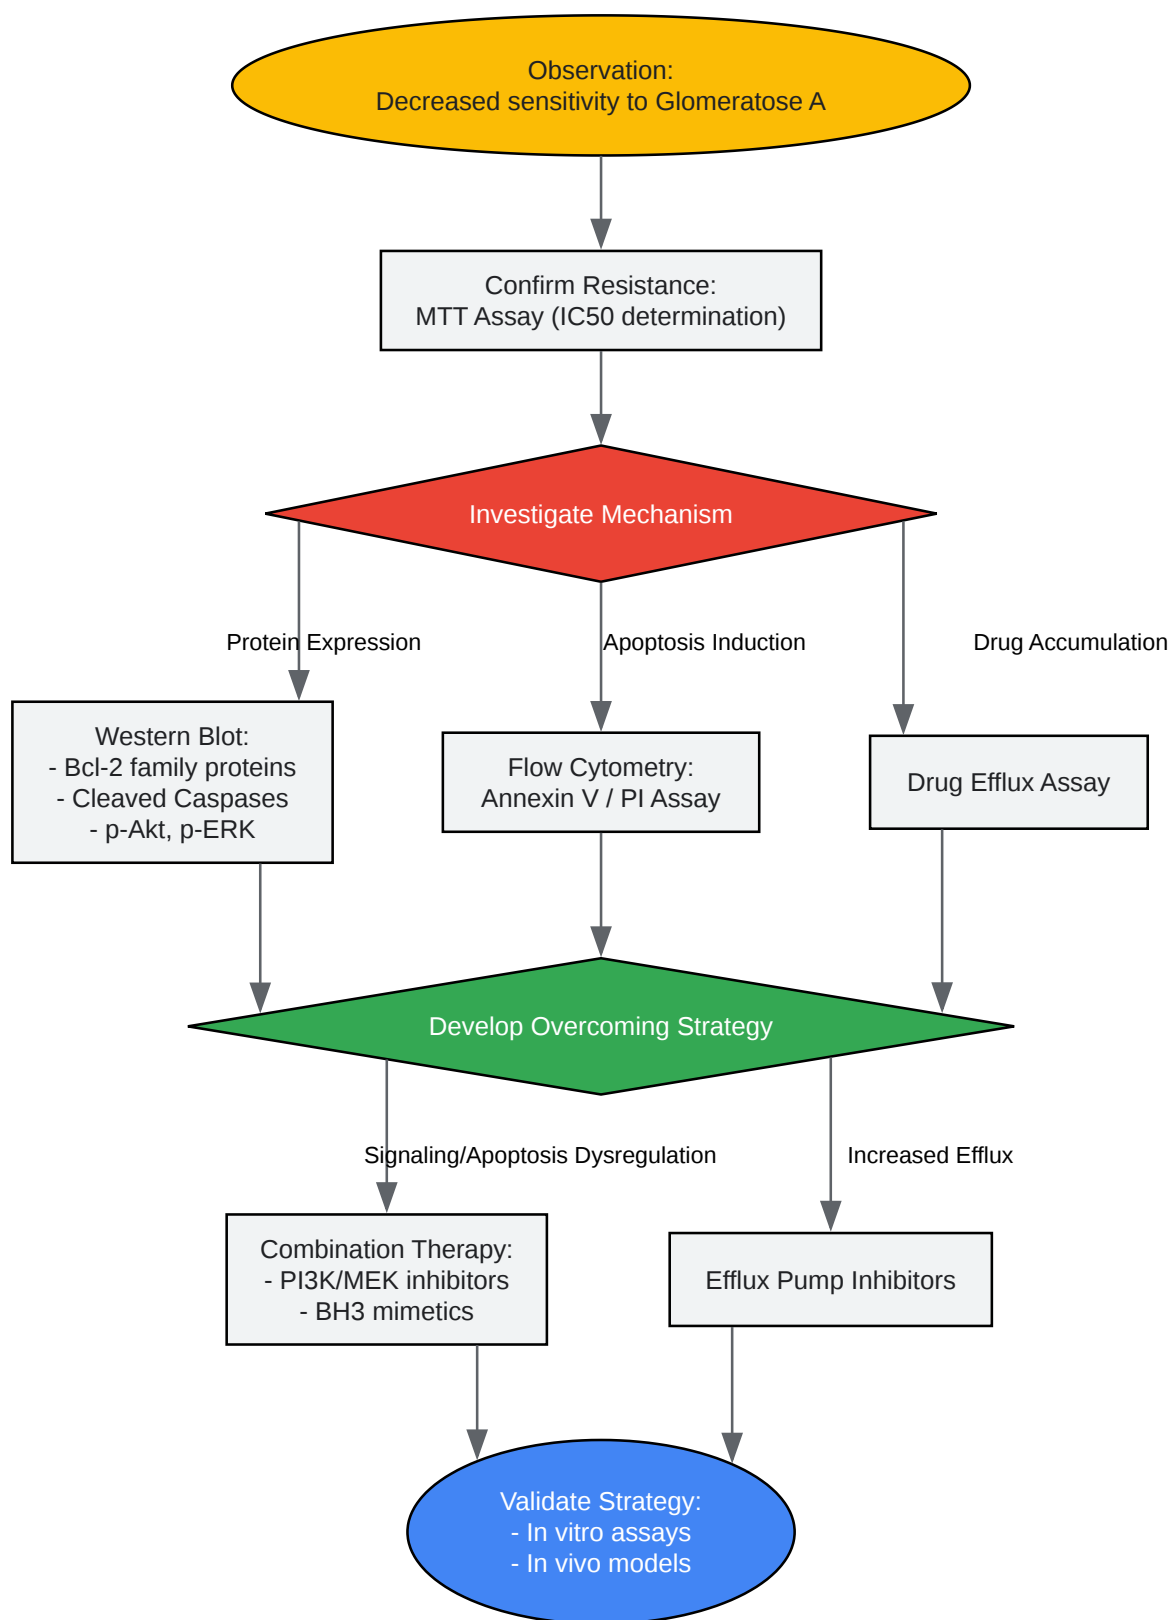 Observation:
Decreased sensitivity to Glomeratose A
Confirm Resistance:
MTT Assay (IC50 determination)
Investigate Mechanism
Protein Expression
Apoptosis Induction
Drug Accumulation
Western Blot:
- Bcl-2 family proteins
- Cleaved Caspases
- p-Akt, p-ERK
Flow Cytometry:
Annexin V / PI Assay
Drug Efflux Assay
Develop Overcoming Strategy
Signaling/Apoptosis Dysregulation
Increased Efflux
Combination Therapy:
- PI3K/MEK inhibitors
- BH3 mimetics
Efflux Pump Inhibitors
Validate Strategy:
- In vitro assays
- In vivo models